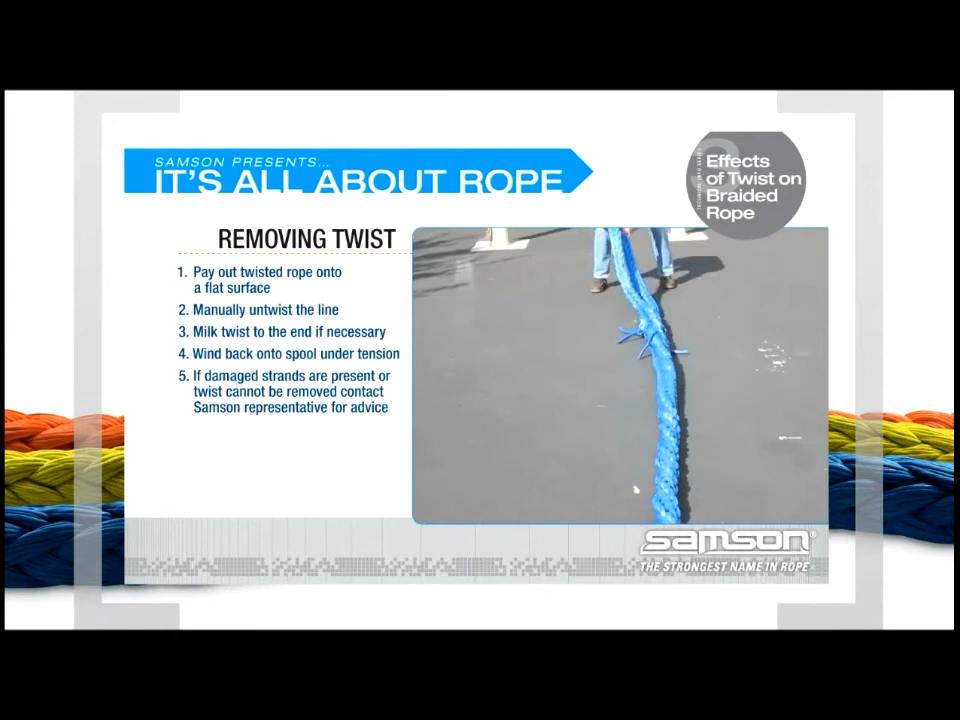 SAMSON PRESENTS...
IT'S ALL ABOUT ROPE
Effects
of Twist on
Braided
Rope
REMOVING TWIST
1. Pay out twisted rope onto
a flat surface
2. Manually untwist the line
3. Milk twist to the end if necessary
4. Wind back onto spool under tension
5. If damaged strands are present or
twist cannot be removed contact
Samson representative for advice
samson®
THE STRONGEST NAME IN ROPE